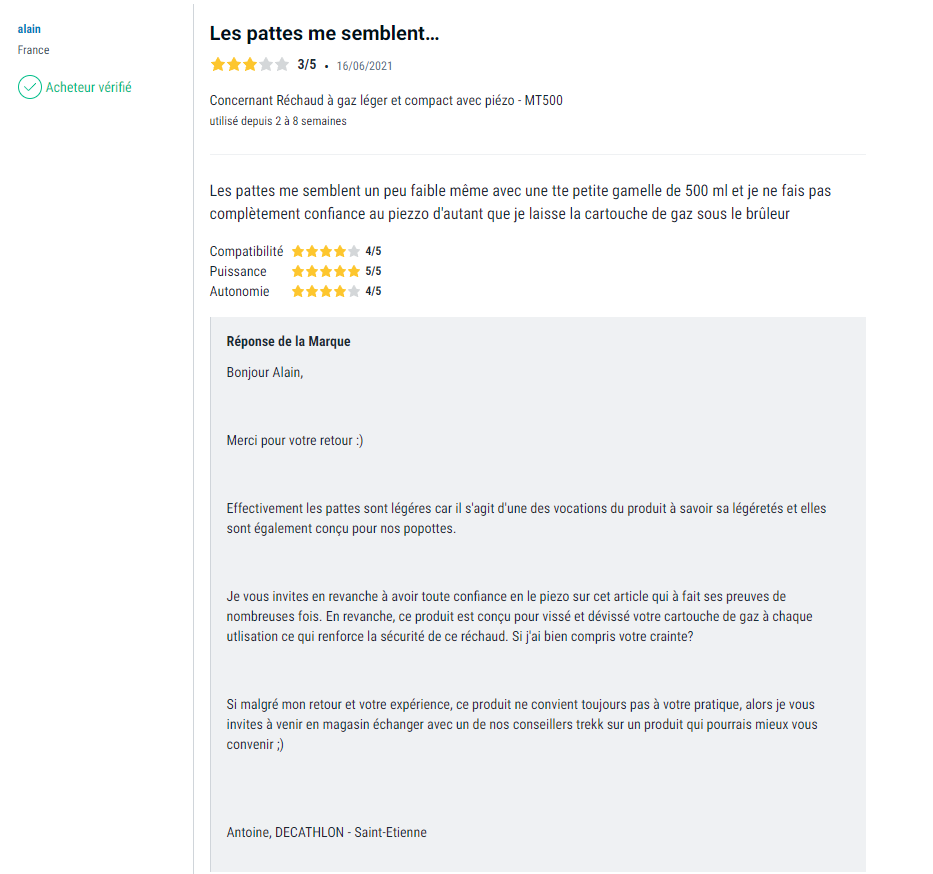 alain
France
Acheteur vérifié
Les pattes me semblent...
3/5 • 16/06/2021
Concernant Réchaud à gaz léger et compact avec piézo - MT500
utilisé depuis 2 à 8 semaines
Les pattes me semblent un peu faible même avec une tte petite gamelle de 500 ml et je ne fais pas
complètement confiance au piezzo d'autant que je laisse la cartouche de gaz sous le brûleur
Compatibilité 4/5
Puissance 5/5
Autonomie 4/5
Réponse de la Marque
Bonjour Alain,
Merci pour votre retour :)
Effectivement les pattes sont légéres car il s'agit d'une des vocations du produit à savoir sa légéretés et elles
sont également conçu pour nos popottes.
Je vous invites en revanche à avoir toute confiance en le piezo sur cet article qui à fait ses preuves de
nombreuses fois. En revanche, ce produit est conçu pour vissé et dévissé votre cartouche de gaz à chaque
utlisation ce qui renforce la sécurité de ce réchaud. Si j'ai bien compris votre crainte?
Si malgré mon retour et votre expérience, ce produit ne convient toujours pas à votre pratique, alors je vous
invites à venir en magasin échanger avec un de nos conseillers trekk sur un produit qui pourrais mieux vous
convenir ;)
Antoine, DECATHLON - Saint-Etienne